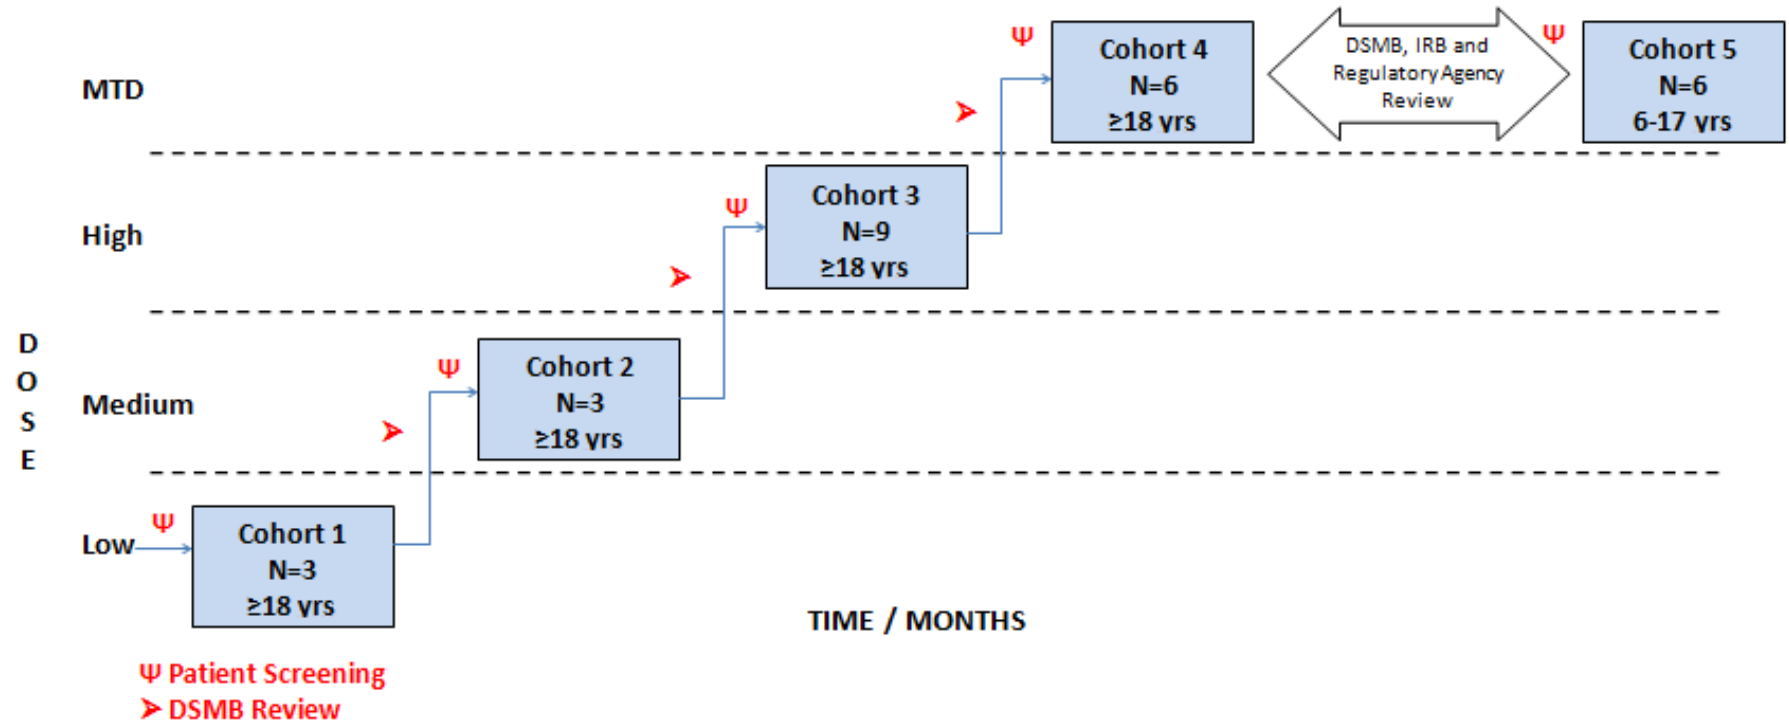 Ψ
Cohort 4
N=6
≥18 yrs
DSMB, IRB and
Regulatory Agency
Review
Ψ
Cohort 5
N=6
6-17 yrs
MTD
➤
Ψ
Cohort 3
N=9
≥18 yrs
High
➤
D
O
S
E
Ψ
Cohort 2
N=3
≥18 yrs
Medium
➤
Ψ
Cohort 1
N=3
≥18 yrs
Low
TIME / MONTHS
Ψ Patient Screening
➤ DSMB Review